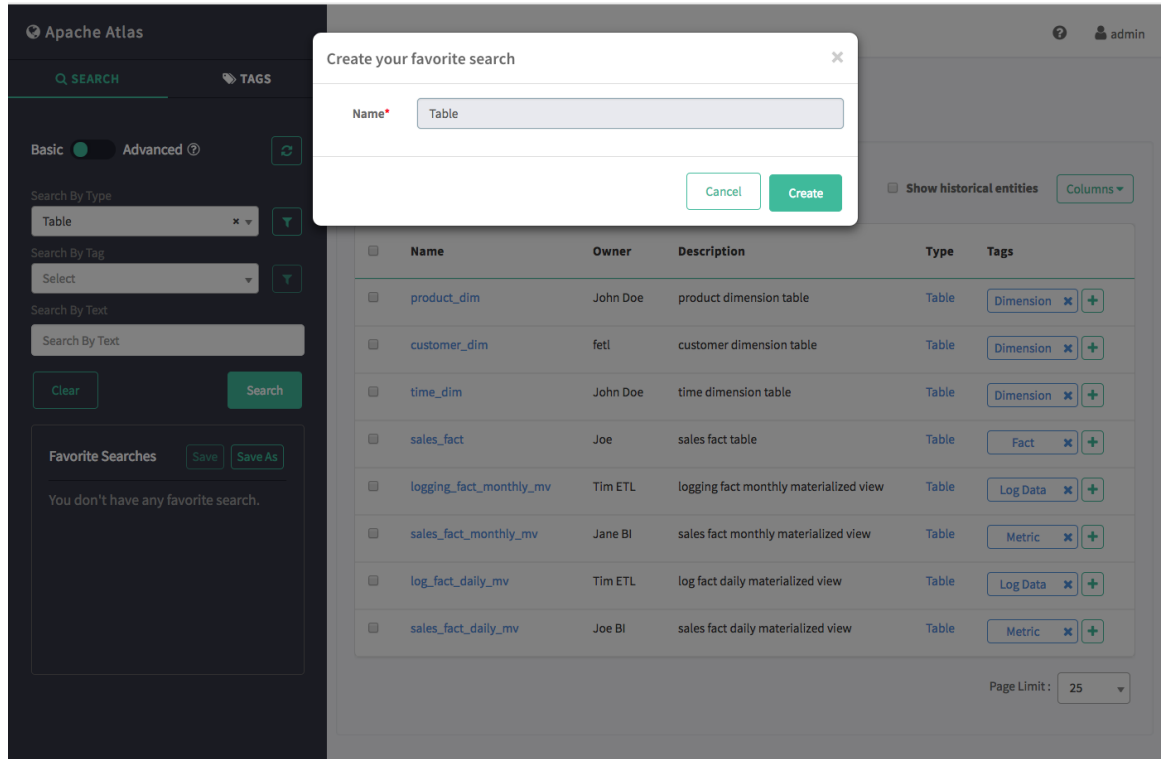 Apache Atlas
admin
SEARCH
TAGS
Create your favorite search
×
Name*
Table
Cancel
Create
Basic
Advanced
Search By Type
Table
Search By Tag
Select
Search By Text
Search By Text
Clear
Search
Favorite Searches
Save
Save As
You don't have any favorite search.
Show historical entities
Columns
Name Owner Description Type Tags
product_dim John Doe product dimension table Table Dimension
customer_dim fetl customer dimension table Table Dimension
time_dim John Doe time dimension table Table Dimension
sales_fact Joe sales fact table Table Fact
logging_fact_monthly_mv Tim ETL logging fact monthly materialized view Table Log Data
sales_fact_monthly_mv Jane BI sales fact monthly materialized view Table Metric
log_fact_daily_mv Tim ETL log fact daily materialized view Table Log Data
sales_fact_daily_mv Joe BI sales fact daily materialized view Table Metric
Page Limit : 25